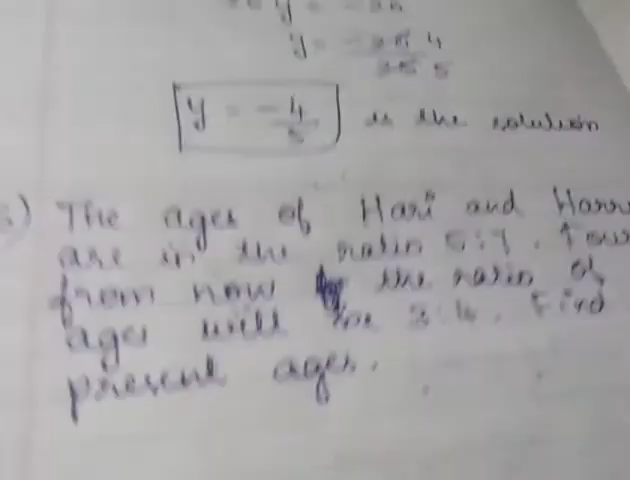 y =
y =
y = -4/5 is the solution
The ages of Hari and Harry
are in the ratio 5:7. Four
from now the ratio of
ages will be 3:4. Find
present ages.